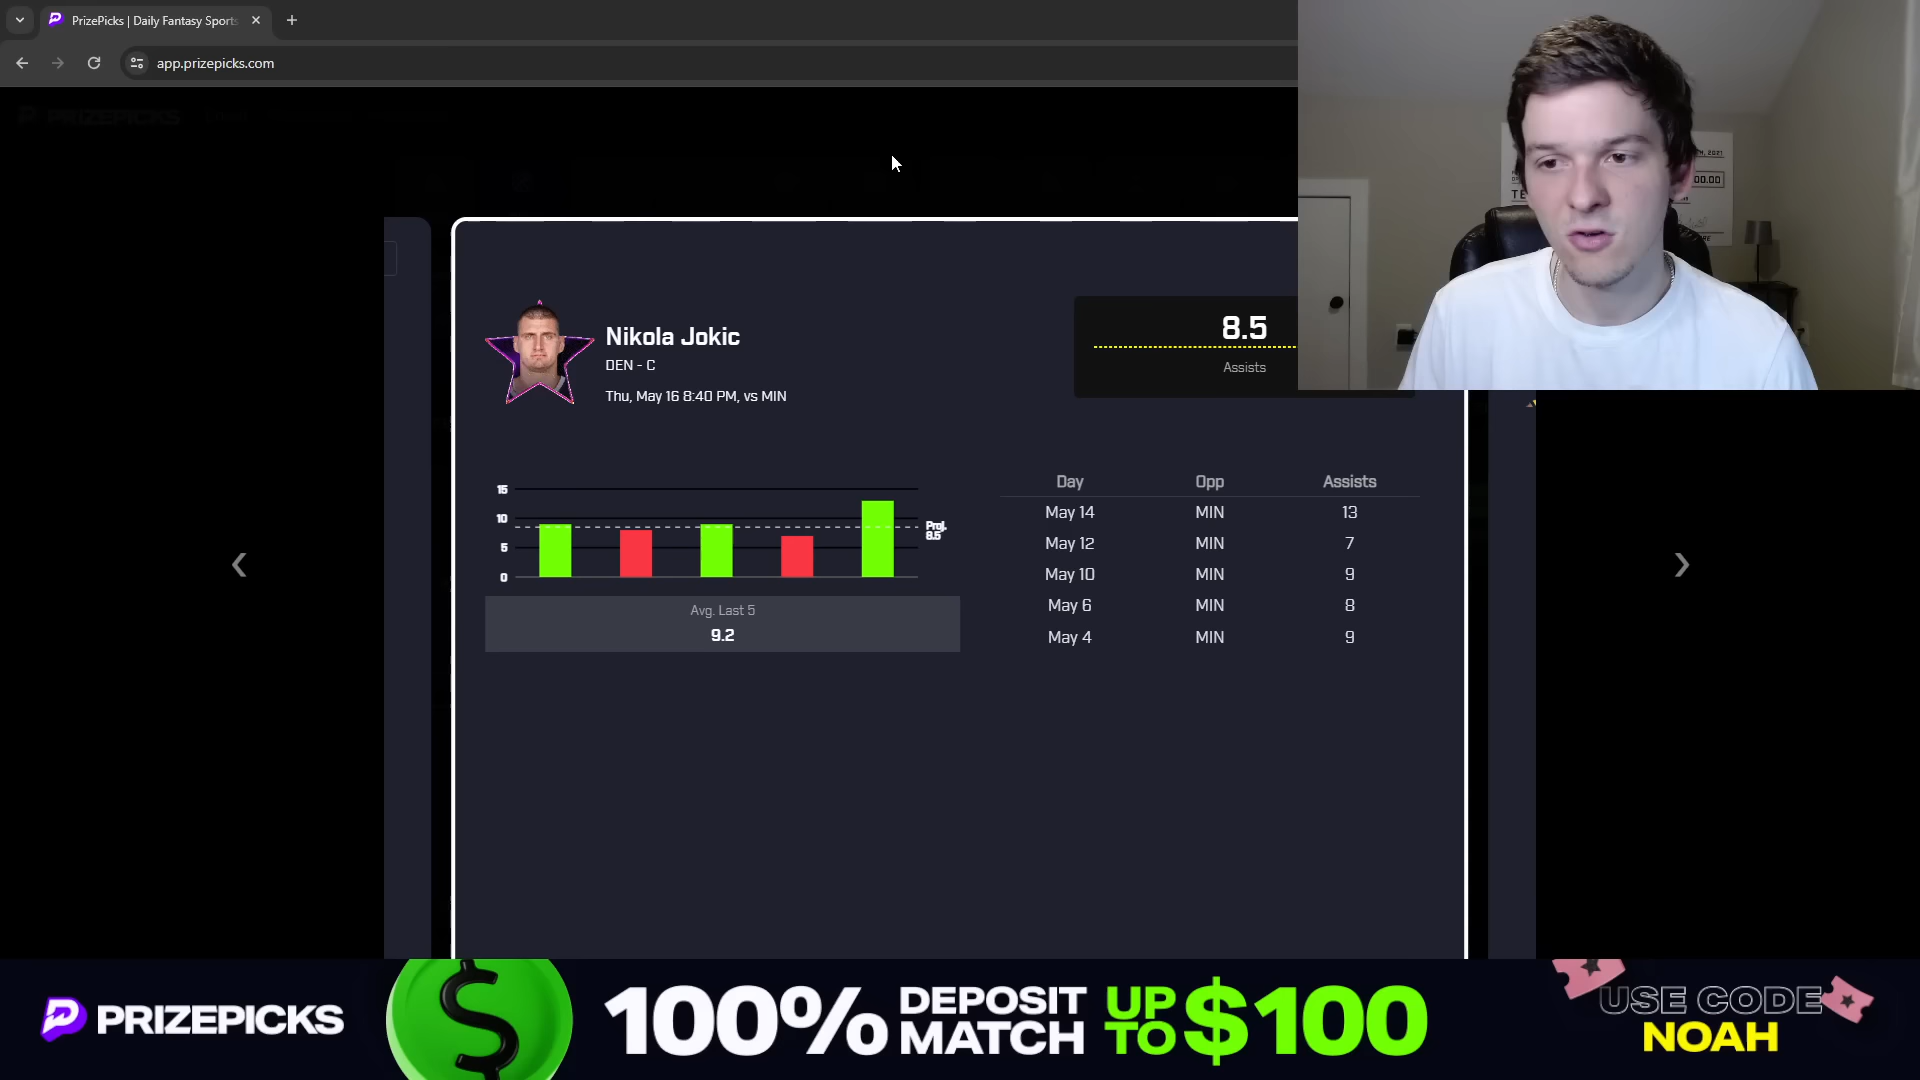 PrizePicks | Daily Fantasy Sports
app.prizepicks.com
PRIZEPICKS
Nikola Jokic
DEN - C
Thu, May 16 8:40 PM, vs MIN
8.5
Assists
15
10
5
0
Proj.
8.5
Avg. Last 5
9.2
Day Opp Assists
May 14 MIN 13
May 12 MIN 7
May 10 MIN 9
May 6 MIN 8
May 4 MIN 9
PRIZEPICKS
100% DEPOSIT MATCH UP TO $100
USE CODE
NOAH